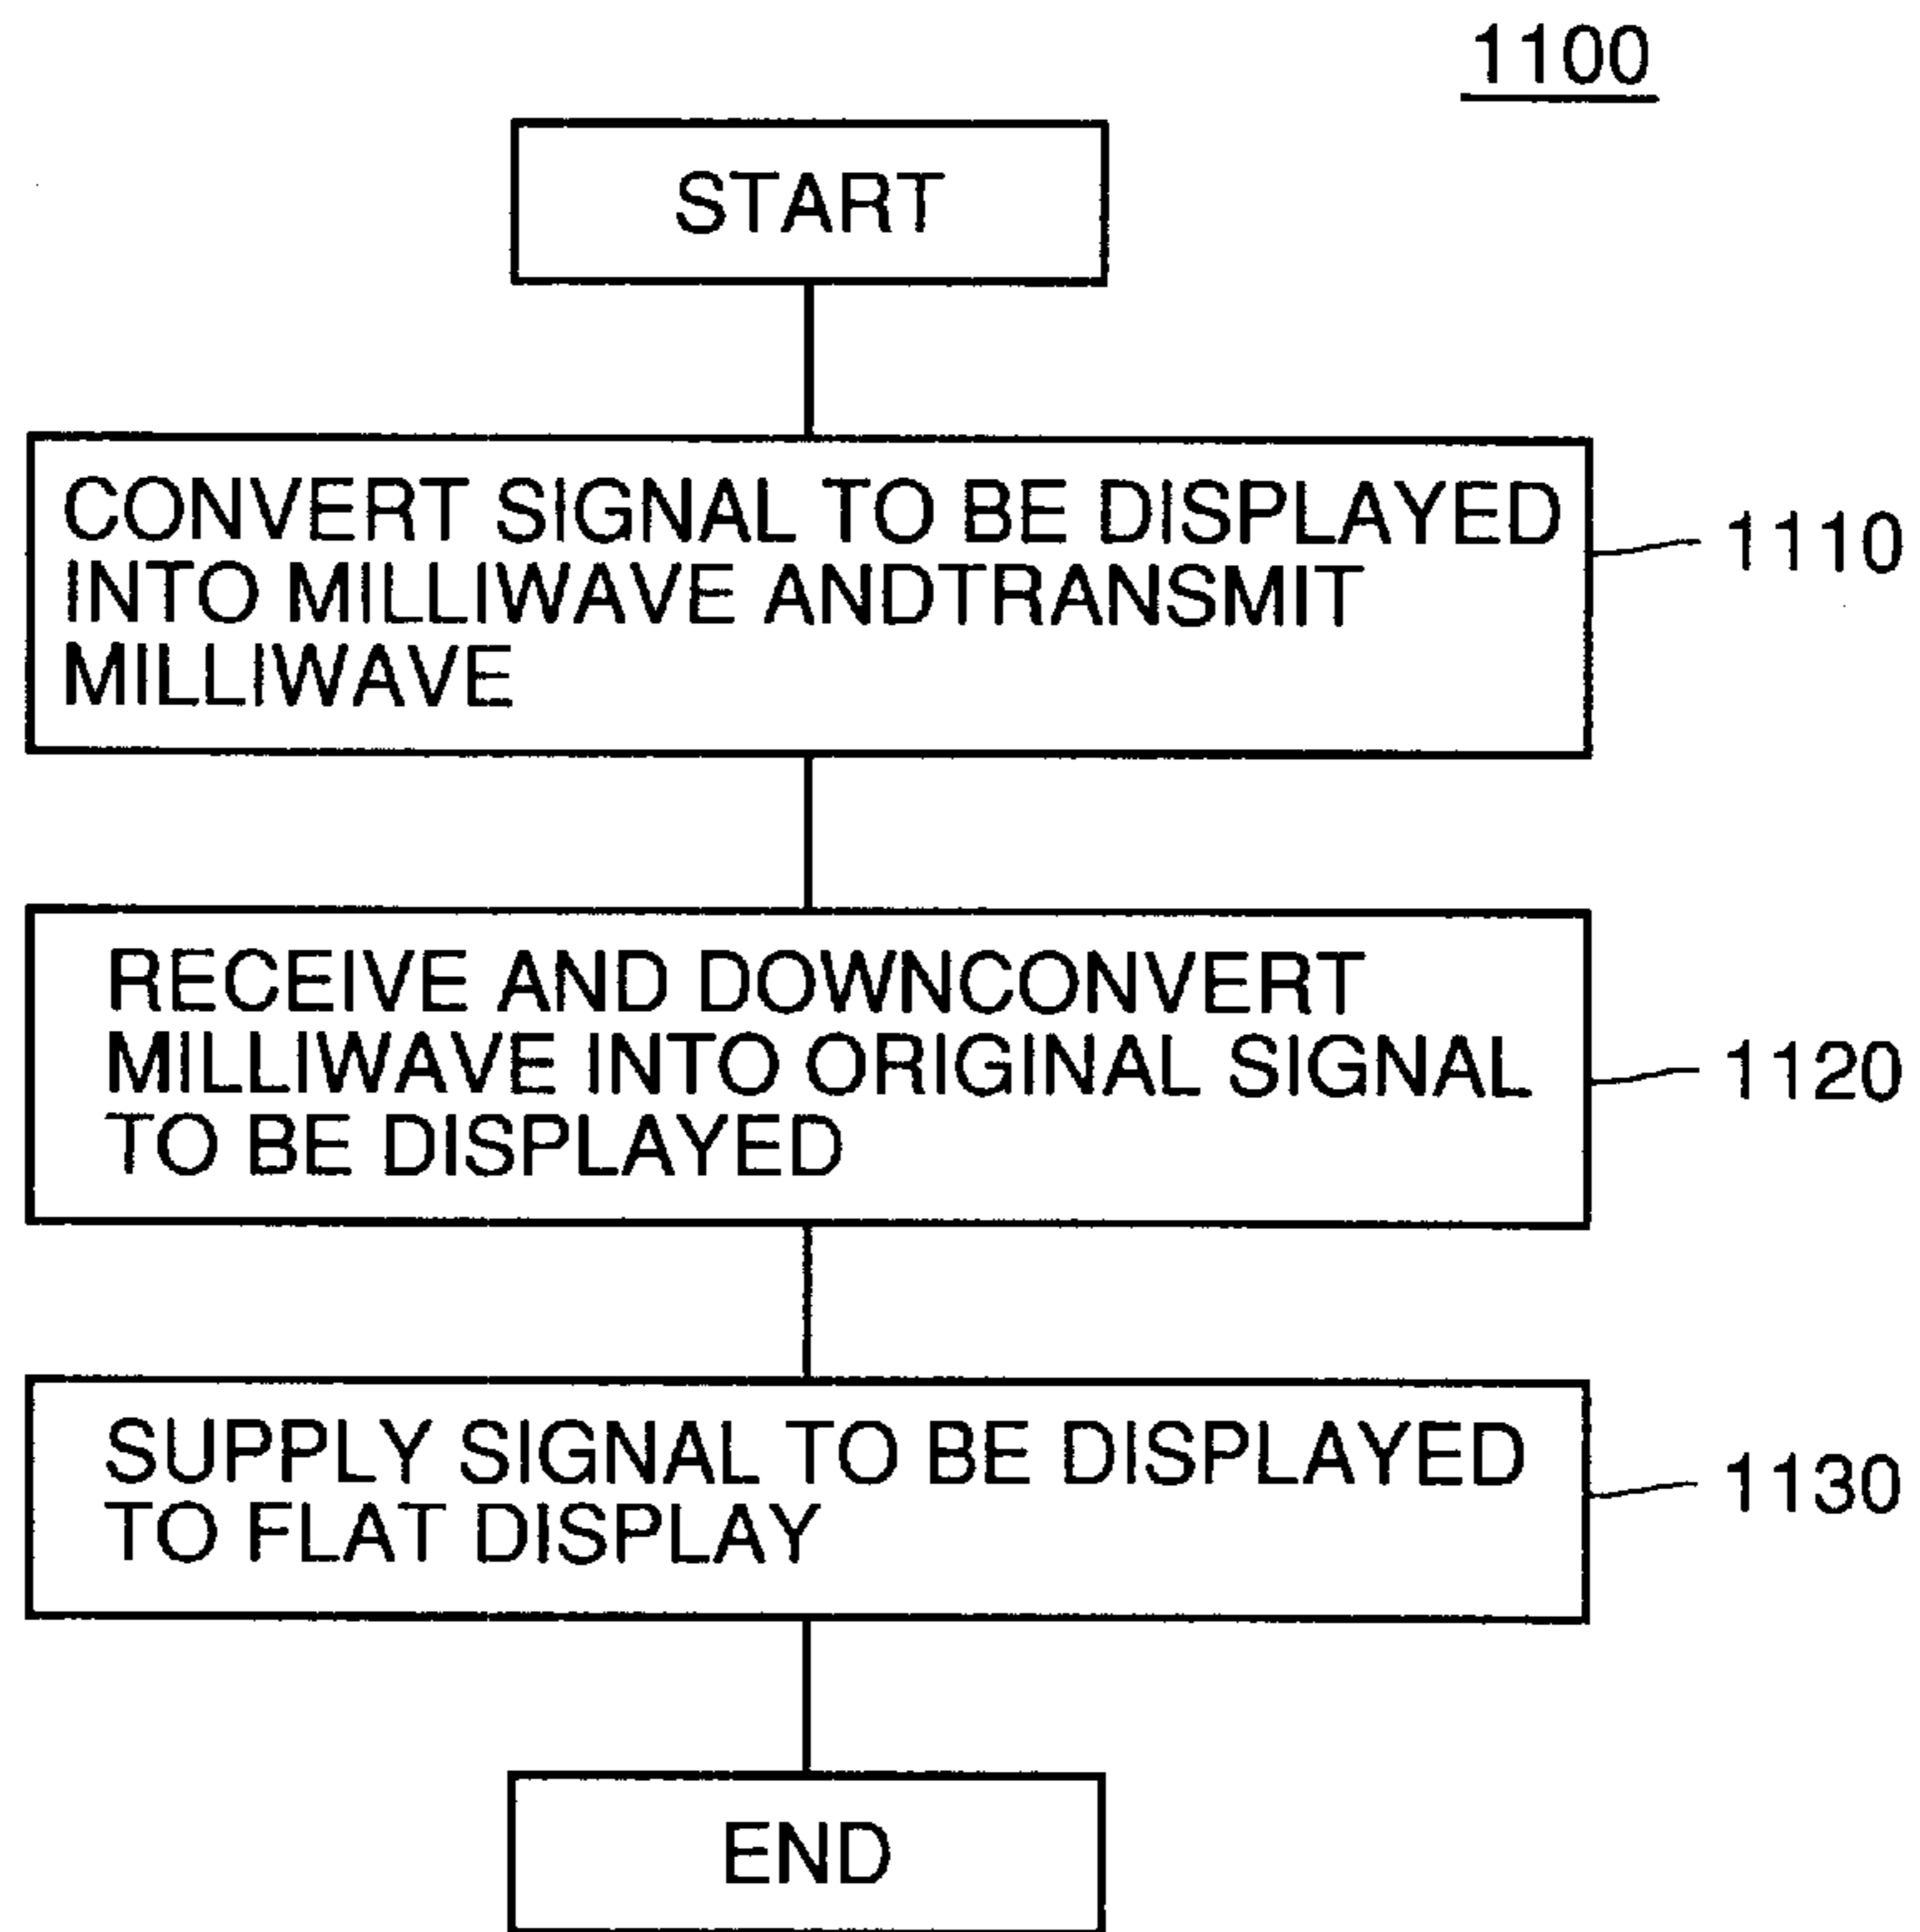 1100
START
CONVERT SIGNAL TO BE DISPLAYED
INTO MILLIWAVE ANDTRANSMIT
MILLIWAVE
1110
RECEIVE AND DOWNCONVERT
MILLIWAVE INTO ORIGINAL SIGNAL
TO BE DISPLAYED
1120
SUPPLY SIGNAL TO BE DISPLAYED
TO FLAT DISPLAY
1130
END